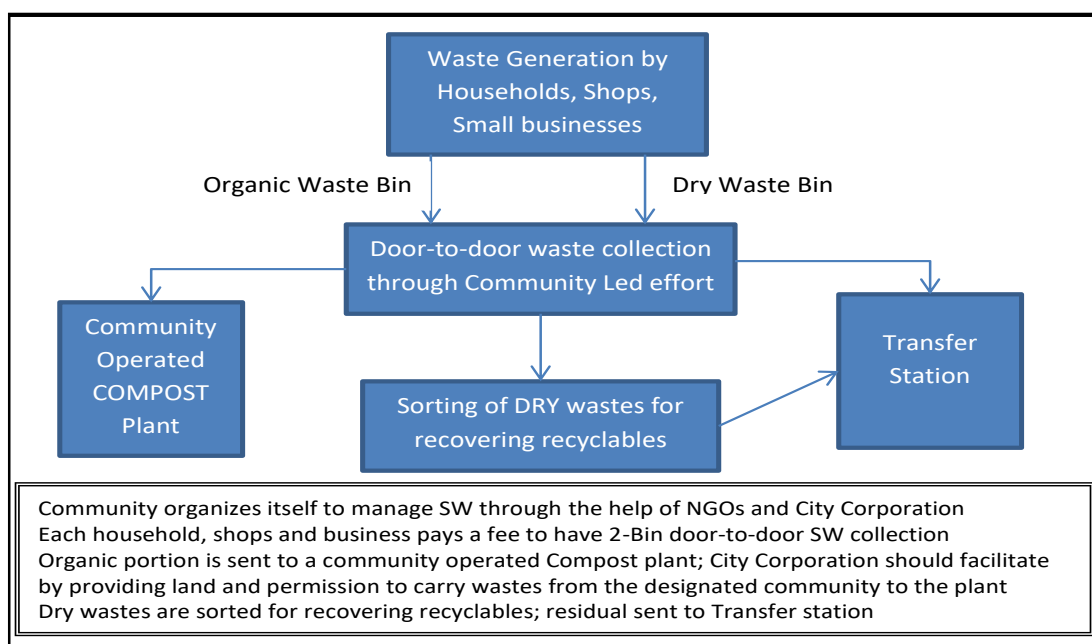 Waste Generation by
Households, Shops,
Small businesses
Organic Waste Bin
Dry Waste Bin
Door-to-door waste collection
through Community Led effort
Community
Operated
COMPOST
Plant
Transfer
Station
Sorting of DRY wastes for
recovering recyclables
Community organizes itself to manage SW through the help of NGOs and City Corporation
Each household, shops and business pays a fee to have 2-Bin door-to-door SW collection
Organic portion is sent to a community operated Compost plant; City Corporation should facilitate
by providing land and permission to carry wastes from the designated community to the plant
Dry wastes are sorted for recovering recyclables; residual sent to Transfer station